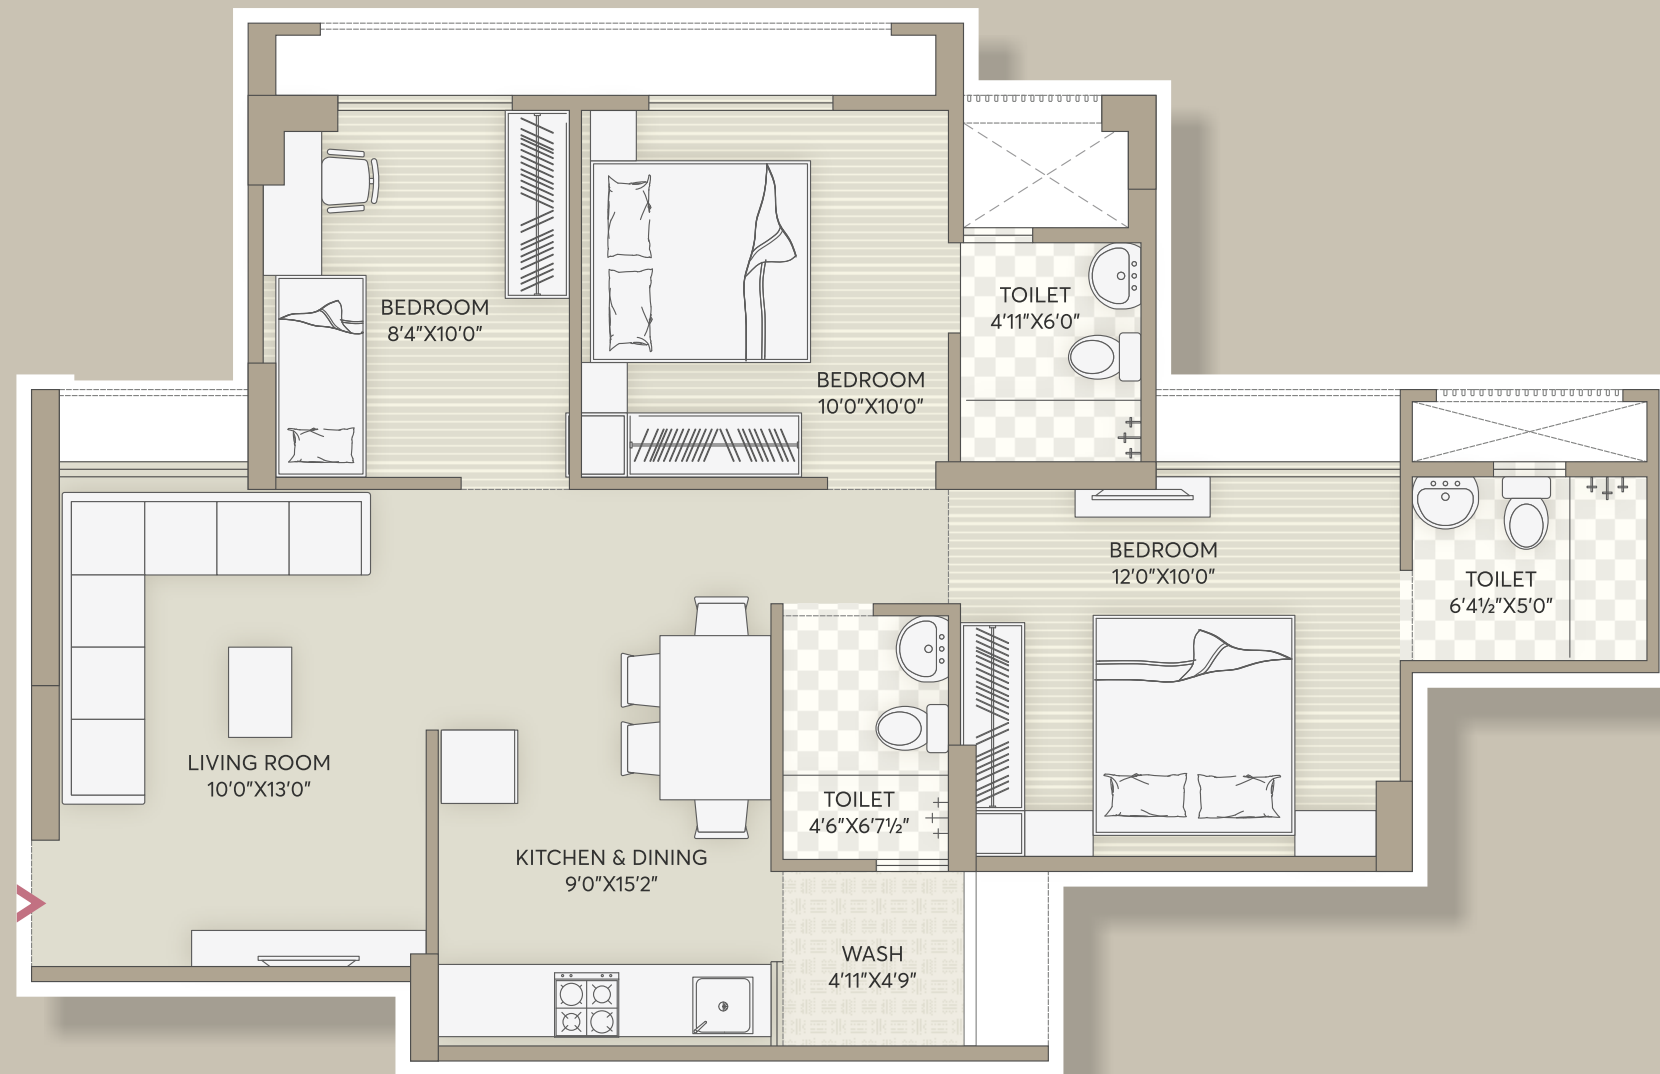 BEDROOM
8'4"X10'0"
TOILET
4'11"X6'0"
BEDROOM
10'0"X10'0"
BEDROOM
12'0"X10'0"
TOILET
6'4½"X5'0"
LIVING ROOM
10'0"X13'0"
TOILET
4'6"X6'7½"
KITCHEN & DINING
9'0"X15'2"
WASH
4'11"X4'9"